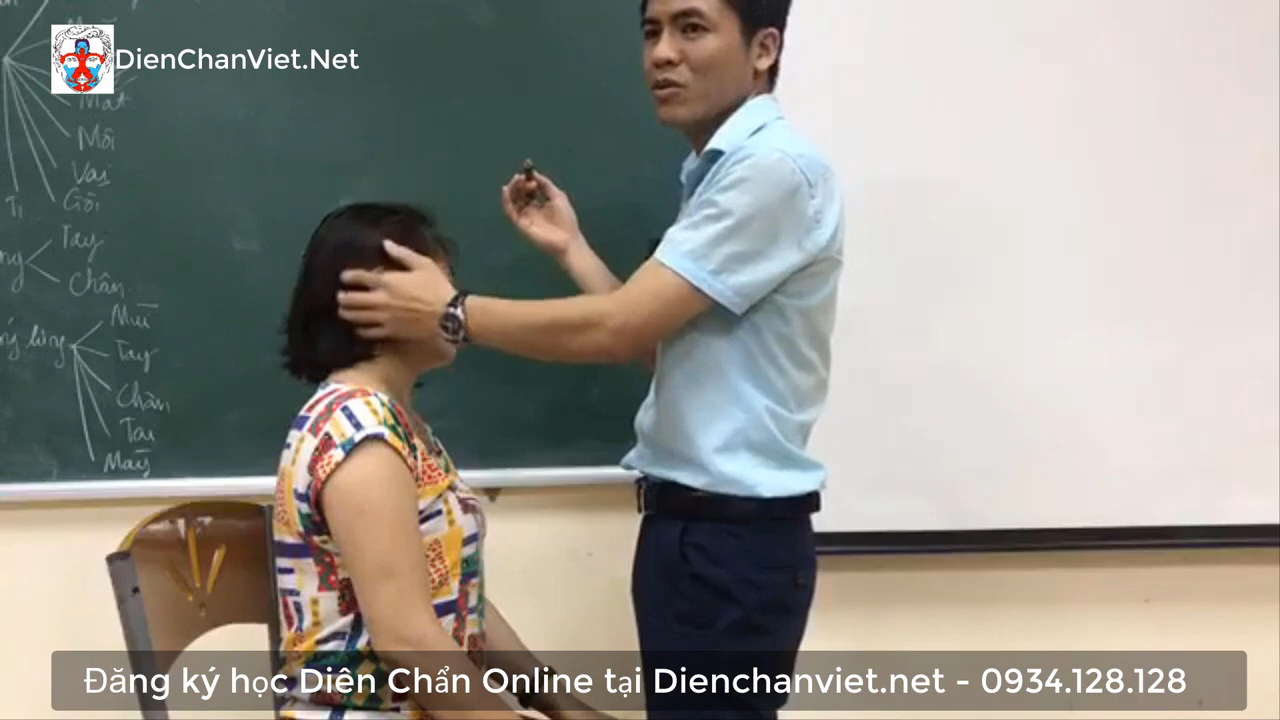 DienChanViet.Net
Mắt
Môi
Vai
Gối
Tay
Chân
Mũi
Tay
Chân
Tai
Đăng ký học Diên Chẩn Online tại Dienchanviet.net - 0934.128.128